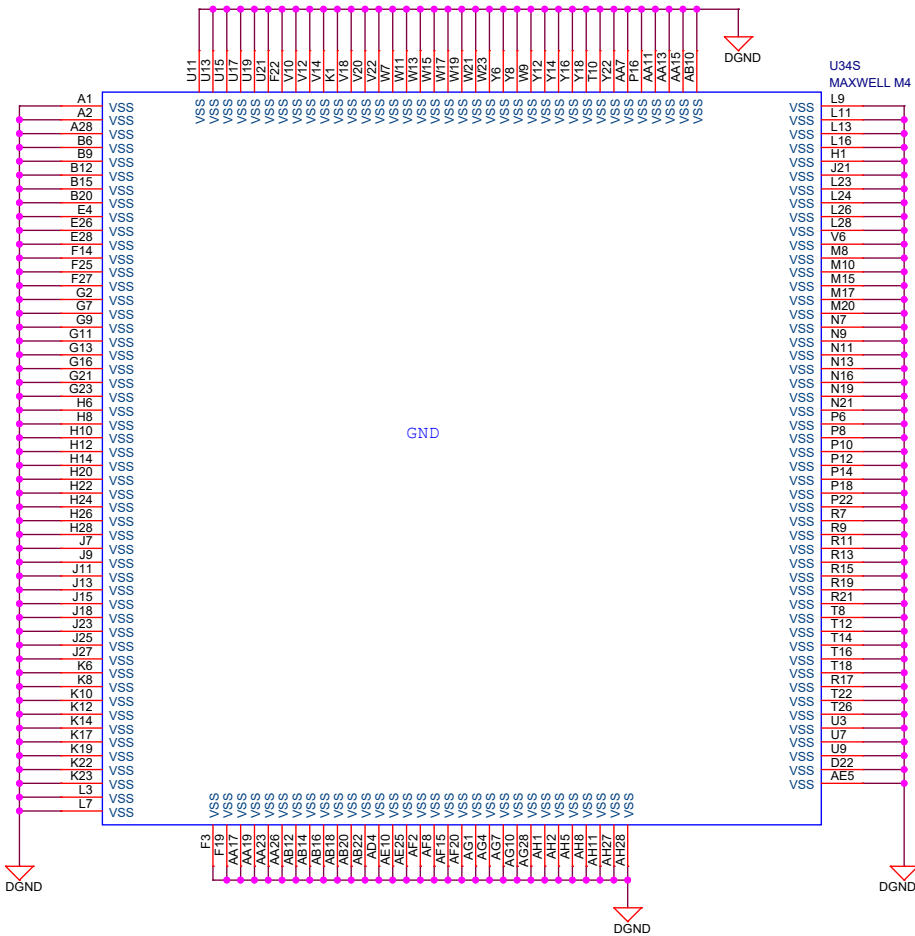 DGND
U11 U13 U15 U17 U19 U21 F22 V10 V12 V14 K1 V18 V20 V22 W7 W11 W13 W15 W17 W19 W21 W23 Y6 Y8 W9 Y12 Y14 Y16 Y18 T10 Y22 AA7 P16 AA11 AA13 AA15 AB10
VSS VSS VSS VSS VSS VSS VSS VSS VSS VSS VSS VSS VSS VSS VSS VSS VSS VSS VSS VSS VSS VSS VSS VSS VSS VSS VSS VSS VSS VSS VSS VSS VSS VSS VSS VSS VSS
U34S
MAXWELL M4
A1 VSS VSS L9
A2 VSS VSS L11
A28 VSS VSS L13
B6 VSS VSS L16
B9 VSS VSS H1
B12 VSS VSS J21
B15 VSS VSS L23
B20 VSS VSS L24
E4 VSS VSS L26
E26 VSS VSS L28
E28 VSS VSS V6
F14 VSS VSS M8
F25 VSS VSS M10
F27 VSS VSS M15
G2 VSS VSS M17
G7 VSS VSS M20
G9 VSS VSS N7
G11 VSS VSS N9
G13 VSS VSS N11
G16 VSS VSS N13
G21 VSS VSS N16
G23 VSS VSS N19
H6 VSS VSS N21
H8 VSS VSS P6
GND
H10 VSS VSS P8
H12 VSS VSS P10
H14 VSS VSS P12
H20 VSS VSS P14
H22 VSS VSS P18
H24 VSS VSS P22
H26 VSS VSS R7
H28 VSS VSS R9
J7 VSS VSS R11
J9 VSS VSS R13
J11 VSS VSS R15
J13 VSS VSS R19
J15 VSS VSS R21
J18 VSS VSS T8
J23 VSS VSS T12
J25 VSS VSS T14
J27 VSS VSS T16
K6 VSS VSS T18
K8 VSS VSS R17
K10 VSS VSS T22
K12 VSS VSS T26
K14 VSS VSS U3
K17 VSS VSS U7
K19 VSS VSS U9
K22 VSS VSS D22
K23 VSS VSS AE5
L3 VSS
L7 VSS
VSS VSS VSS VSS VSS VSS VSS VSS VSS VSS VSS VSS VSS VSS VSS VSS VSS VSS VSS VSS VSS VSS VSS VSS VSS VSS VSS VSS VSS VSS VSS
F3 F19 AA17 AA19 AA23 AA26 AB12 AB14 AB16 AB18 AB20 AB22 AD4 AE10 AE25 AF2 AF8 AF15 AF20 AG1 AG4 AG7 AG10 AG28 AH1 AH2 AH5 AH8 AH11 AH27 AH28
DGND
DGND
DGND